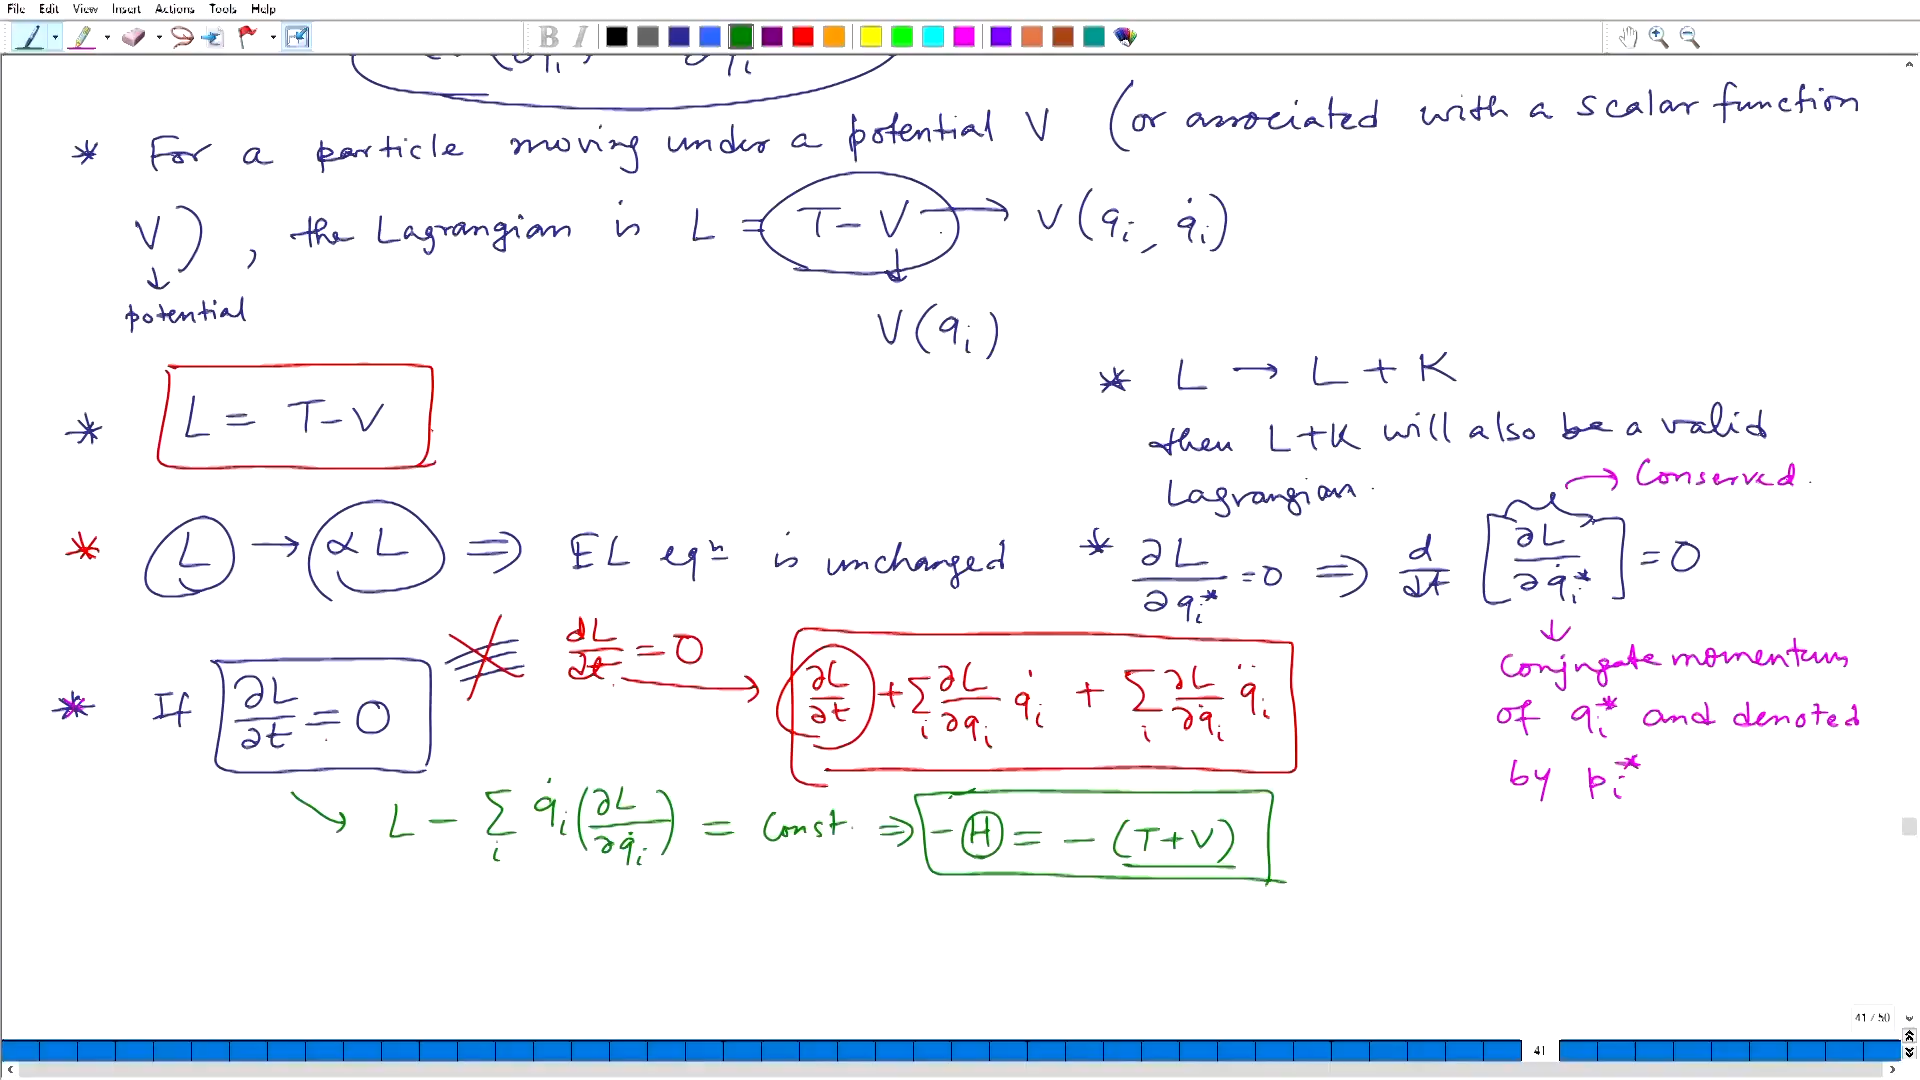 File Edit View Insert Actions Tools Help
B I
* For a particle moving under a potential V (or associated with a scalar function
V), the Lagrangian is L = T-V → V(qᵢ, q̇ᵢ)
↓ ↓
potential V(qᵢ)
* L = T-V
* L → αL ⇒ EL eqⁿ is unchanged
* If ∂L/∂t = 0 dL/dt = 0 → ∂L/∂t + Σᵢ ∂L/∂qᵢ q̇ᵢ + Σᵢ ∂L/∂q̇ᵢ q̈ᵢ
↘ L - Σᵢ q̇ᵢ(∂L/∂q̇ᵢ) = Const. ⇒ -H = -(T+V)
* L → L + K
then L+K will also be a valid
Lagrangian.
→ Conserved.
* ∂L/∂qᵢ* = 0 ⇒ d/dt [∂L/∂q̇ᵢ*] = 0
↓
Conjugate momentum
of qᵢ* and denoted
by pᵢ*
41 / 50
41